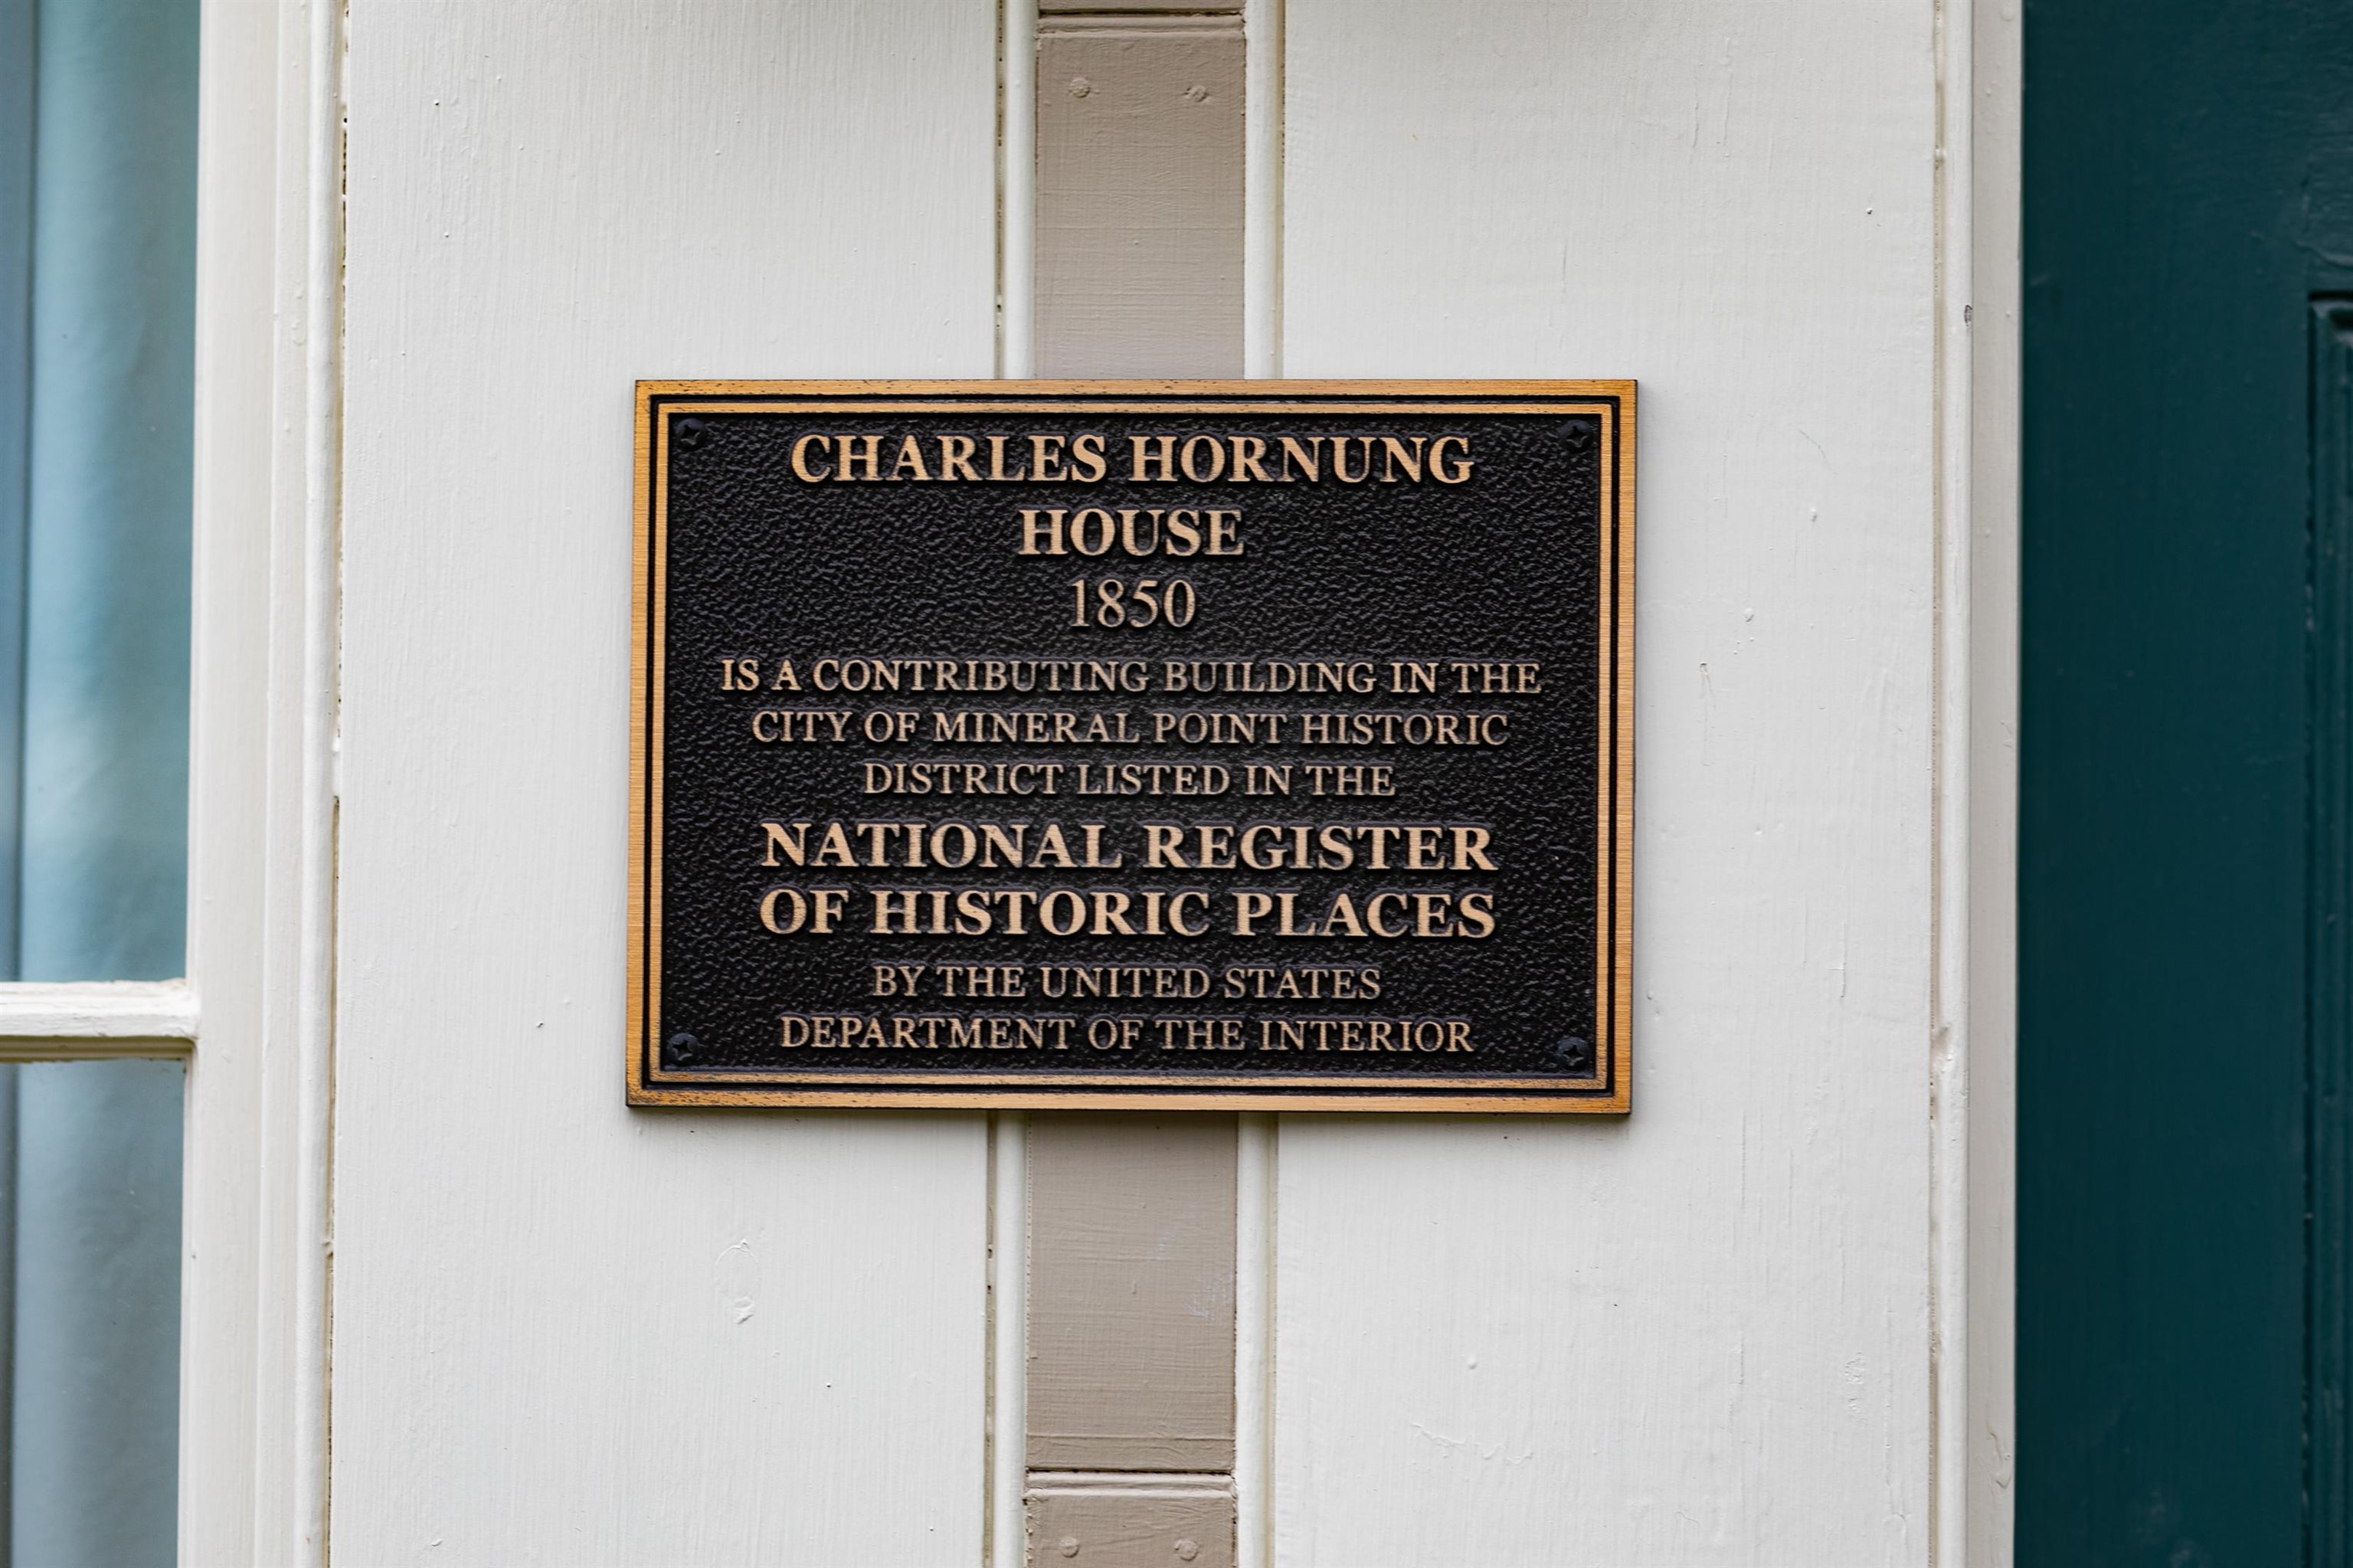 CHARLES HORNUNG
HOUSE
1850
IS A CONTRIBUTING BUILDING IN THE
CITY OF MINERAL POINT HISTORIC
DISTRICT LISTED IN THE
NATIONAL REGISTER
OF HISTORIC PLACES
BY THE UNITED STATES
DEPARTMENT OF THE INTERIOR